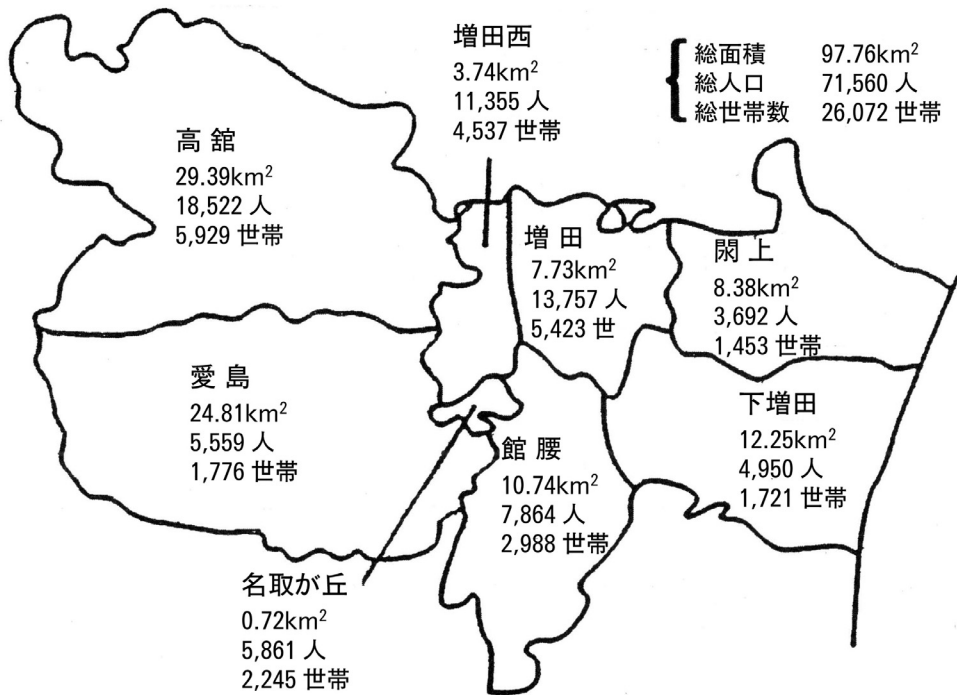 増田西
3.74km²
11,355 人
4,537 世帯
総面積 97.76km²
総人口 71,560 人
総世帯数 26,072 世帯
高 舘
29.39km²
18,522 人
5,929 世帯
増 田
7.73km²
13,757 人
5,423 世
閖 上
8.38km²
3,692 人
1,453 世帯
愛 島
24.81km²
5,559 人
1,776 世帯
下増田
12.25km²
4,950 人
1,721 世帯
館 腰
10.74km²
7,864 人
2,988 世帯
名取が丘
0.72km²
5,861 人
2,245 世帯